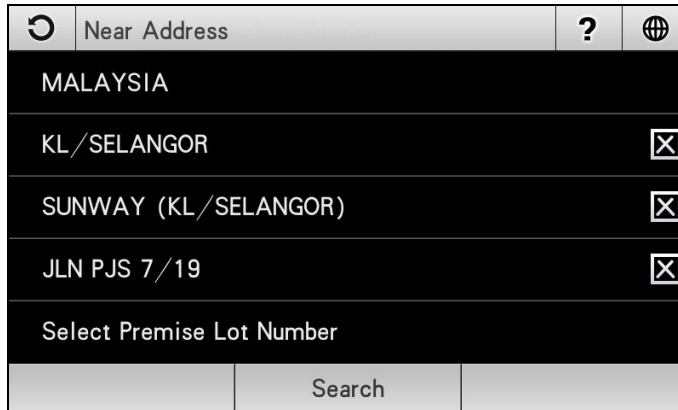 Near Address
?
MALAYSIA
KL/SELANGOR
SUNWAY (KL/SELANGOR)
JLN PJS 7/19
Select Premise Lot Number
Search